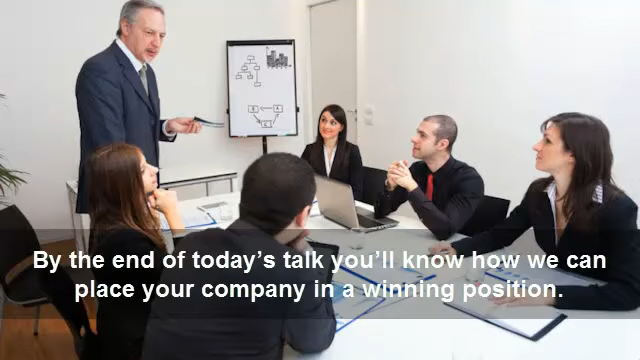 By the end of today’s talk you’ll know how we can
place your company in a winning position.